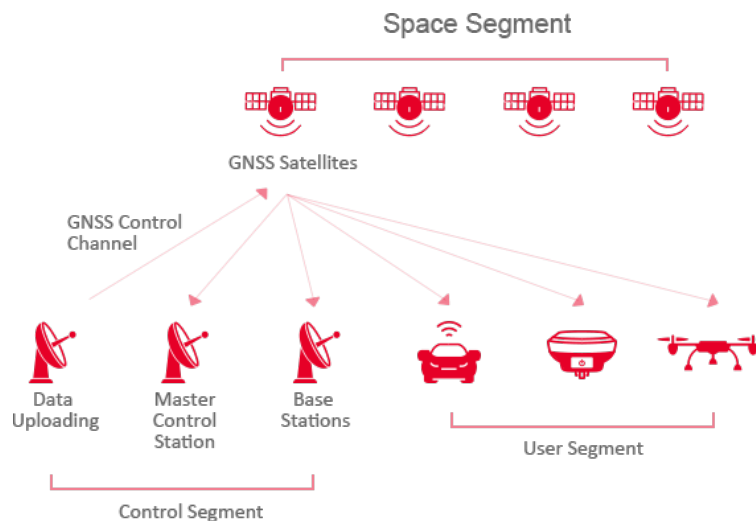 Space Segment
GNSS Satellites
GNSS Control
Channel
Data
Uploading
Master
Control
Station
Base
Stations
User Segment
Control Segment